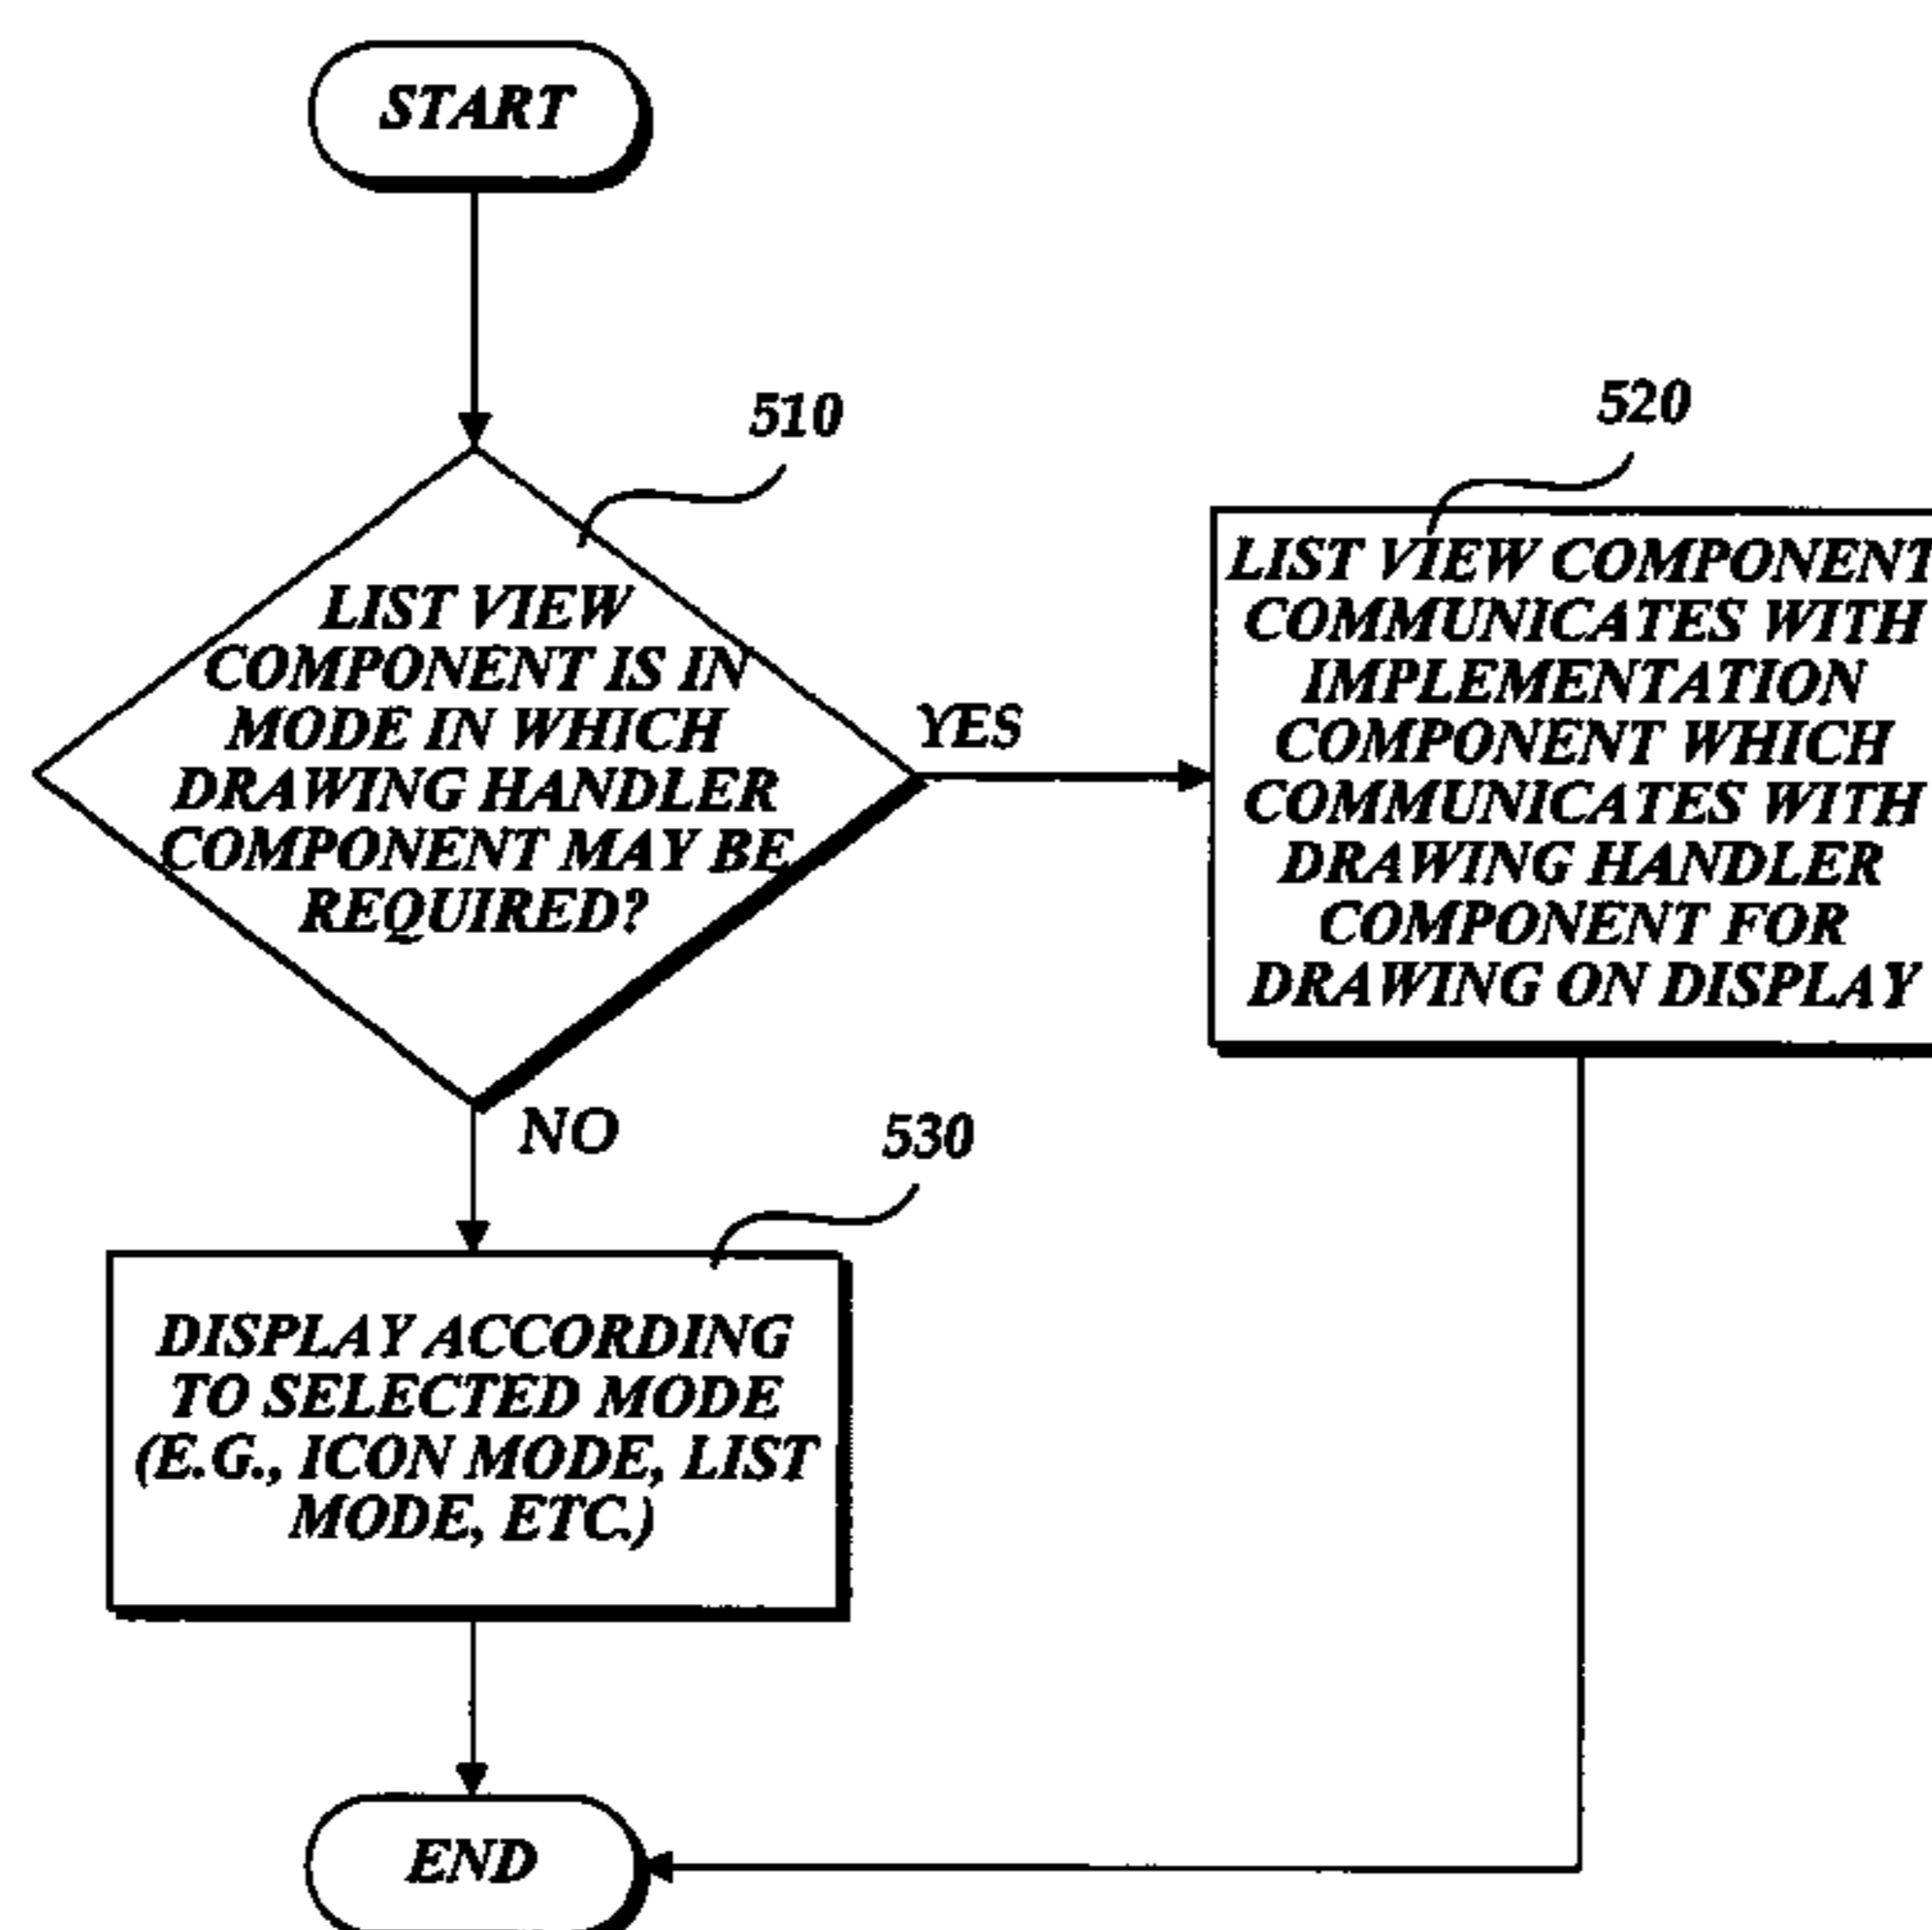 START
510
LIST VIEW
COMPONENT IS IN
MODE IN WHICH
DRAWING HANDLER
COMPONENT MAY BE
REQUIRED?
YES
520
LIST VIEW COMPONENT
COMMUNICATES WITH
IMPLEMENTATION
COMPONENT WHICH
COMMUNICATES WITH
DRAWING HANDLER
COMPONENT FOR
DRAWING ON DISPLAY
NO
530
DISPLAY ACCORDING
TO SELECTED MODE
(E.G., ICON MODE, LIST
MODE, ETC.)
END